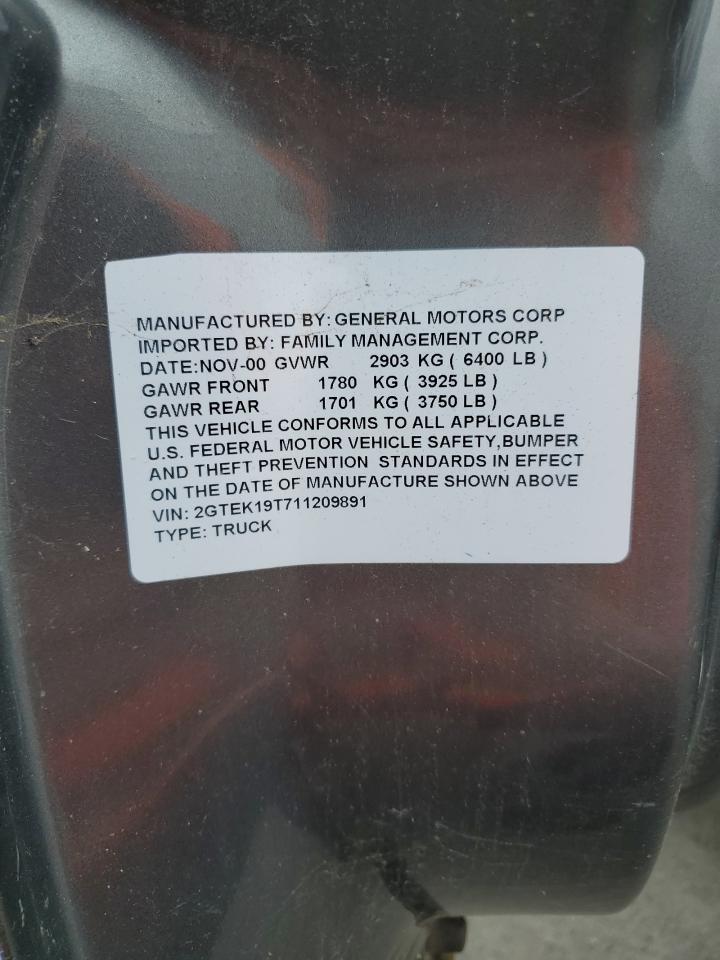 MANUFACTURED BY: GENERAL MOTORS CORP
IMPORTED BY: FAMILY MANAGEMENT CORP.
DATE:NOV-00 GVWR 2903 KG ( 6400 LB )
GAWR FRONT 1780 KG ( 3925 LB )
GAWR REAR 1701 KG ( 3750 LB )
THIS VEHICLE CONFORMS TO ALL APPLICABLE
U.S. FEDERAL MOTOR VEHICLE SAFETY,BUMPER
AND THEFT PREVENTION STANDARDS IN EFFECT
ON THE DATE OF MANUFACTURE SHOWN ABOVE
VIN: 2GTEK19T711209891
TYPE: TRUCK